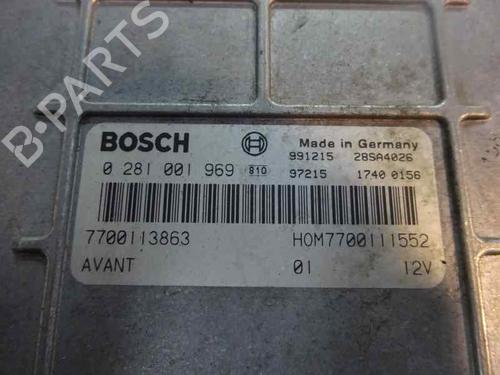 B-PARTS
BOSCH Made in Germany
991215 28SA4026
0 281 001 969 810 97215 1740 0156
7700113863 HOM7700111552
AVANT 01 12V